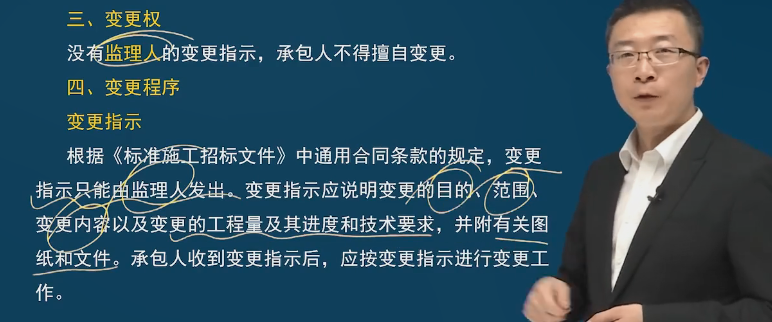 三、变更权
没有监理人的变更指示，承包人不得擅自变更。
四、变更程序
变更指示
根据《标准施工招标文件》中通用合同条款的规定，变更
指示只能由监理人发出。变更指示应说明变更的目的、范围、
变更内容以及变更的工程量及其进度和技术要求，并附有关图
纸和文件。承包人收到变更指示后，应按变更指示进行变更工
作。